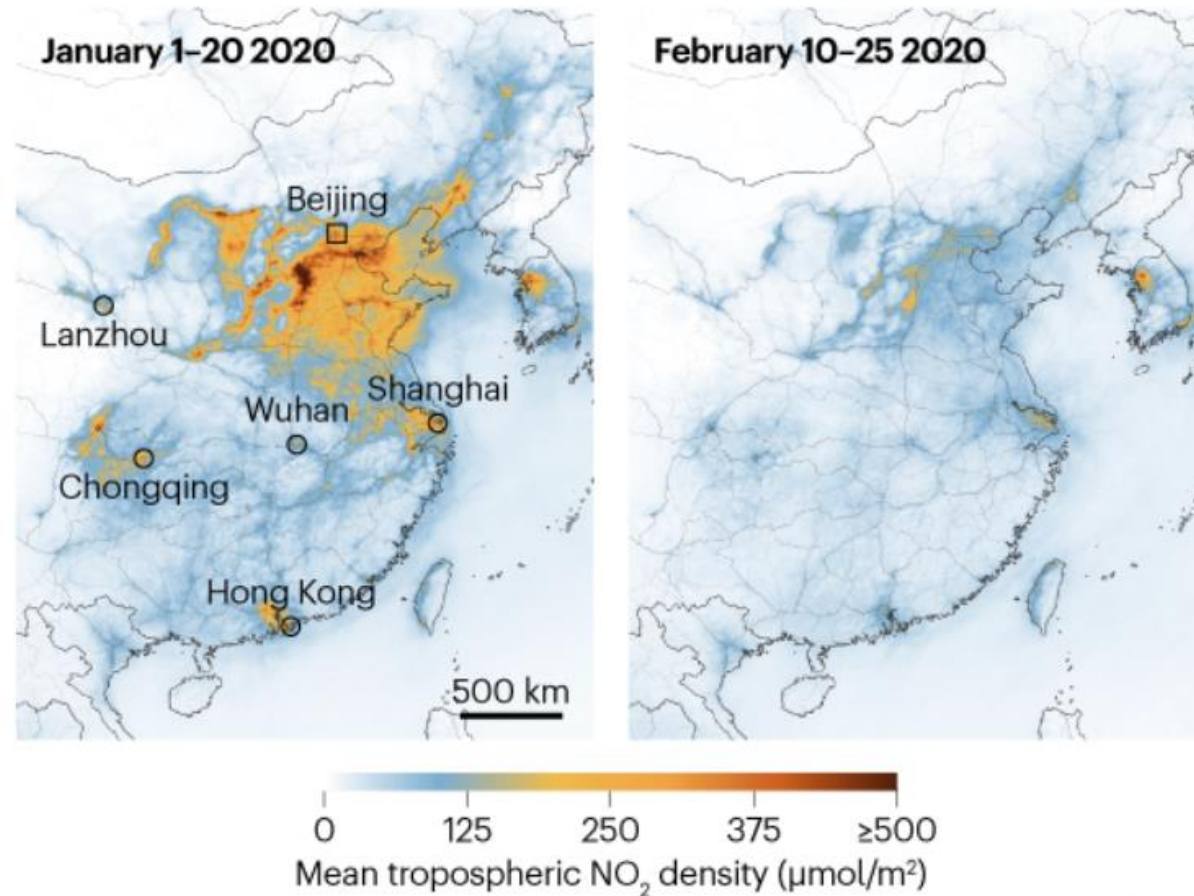 January 1–20 2020
February 10–25 2020
Beijing
Lanzhou
Wuhan
Shanghai
Chongqing
Hong Kong
500 km
0
125
250
375
≥500
Mean tropospheric NO₂ density (μmol/m²)